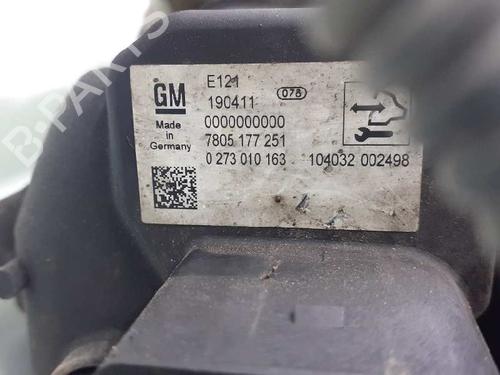 B-PARTS
GM
E121
190411 078
Made in Germany
0000000000
7805 177 251
0 273 010 163 104032 002498